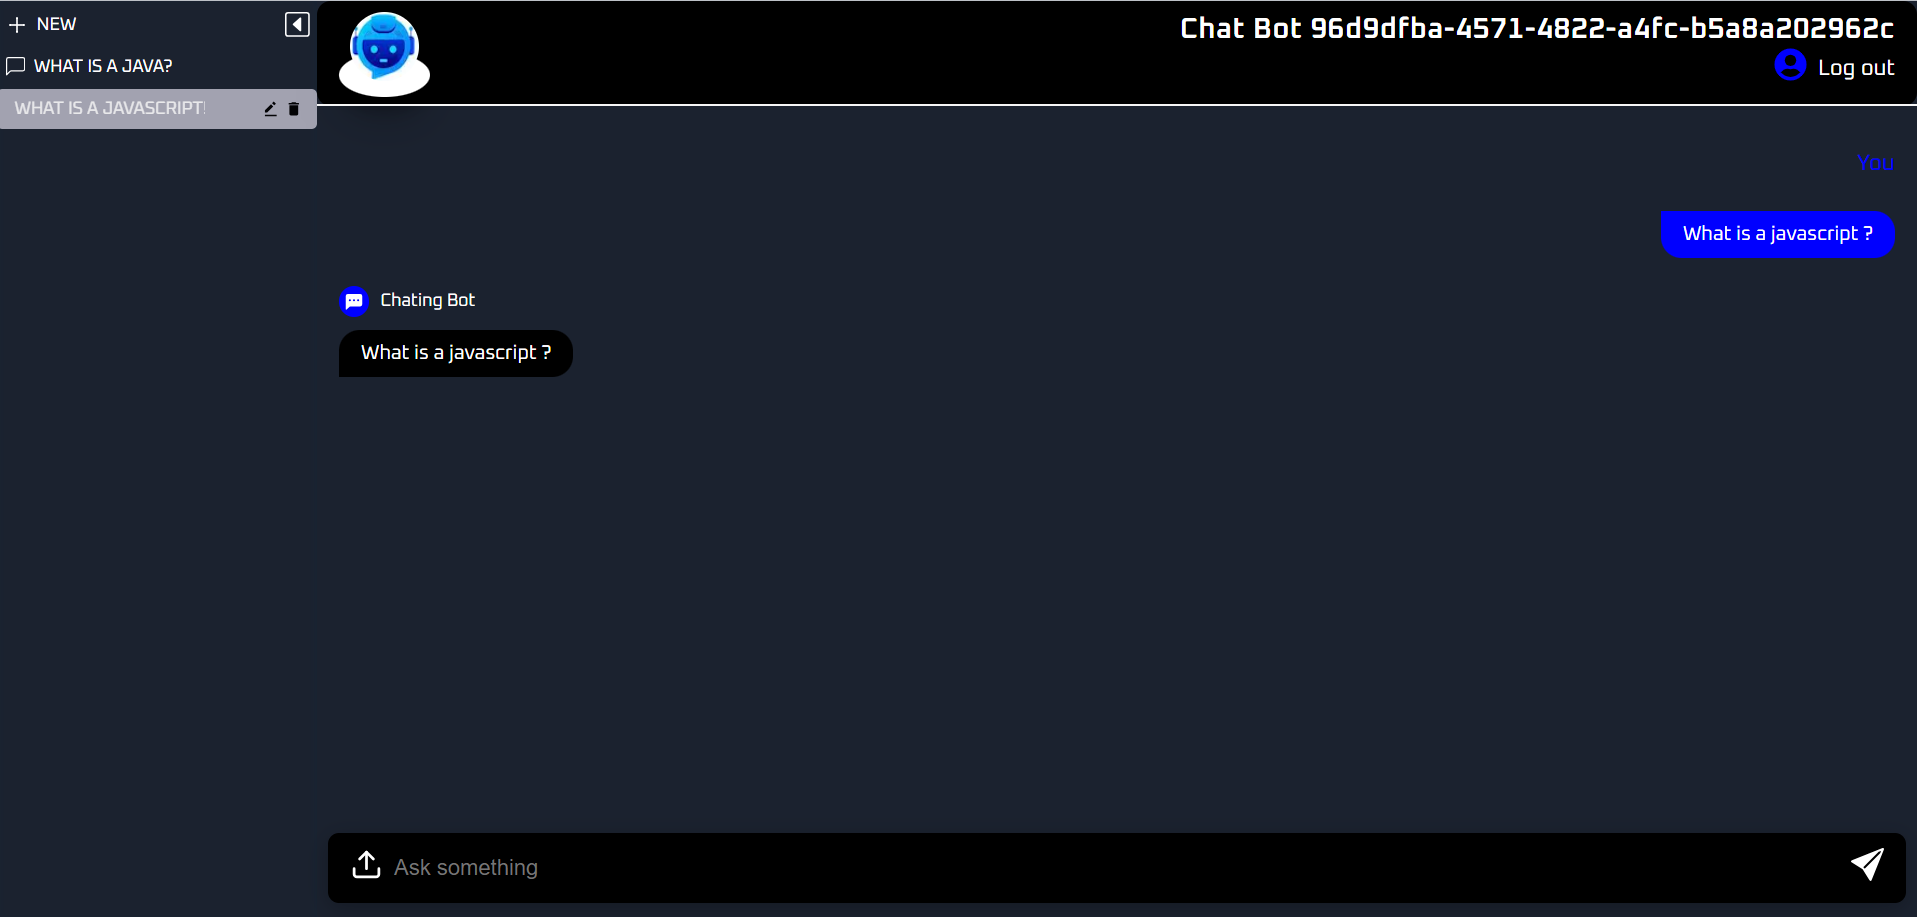 NEW
WHAT IS A JAVA?
WHAT IS A JAVASCRIPT
Chat Bot 96d9dfba-4571-4822-a4fc-b5a8a202962c
Log out
You
What is a javascript ?
Chating Bot
What is a javascript ?
Ask something